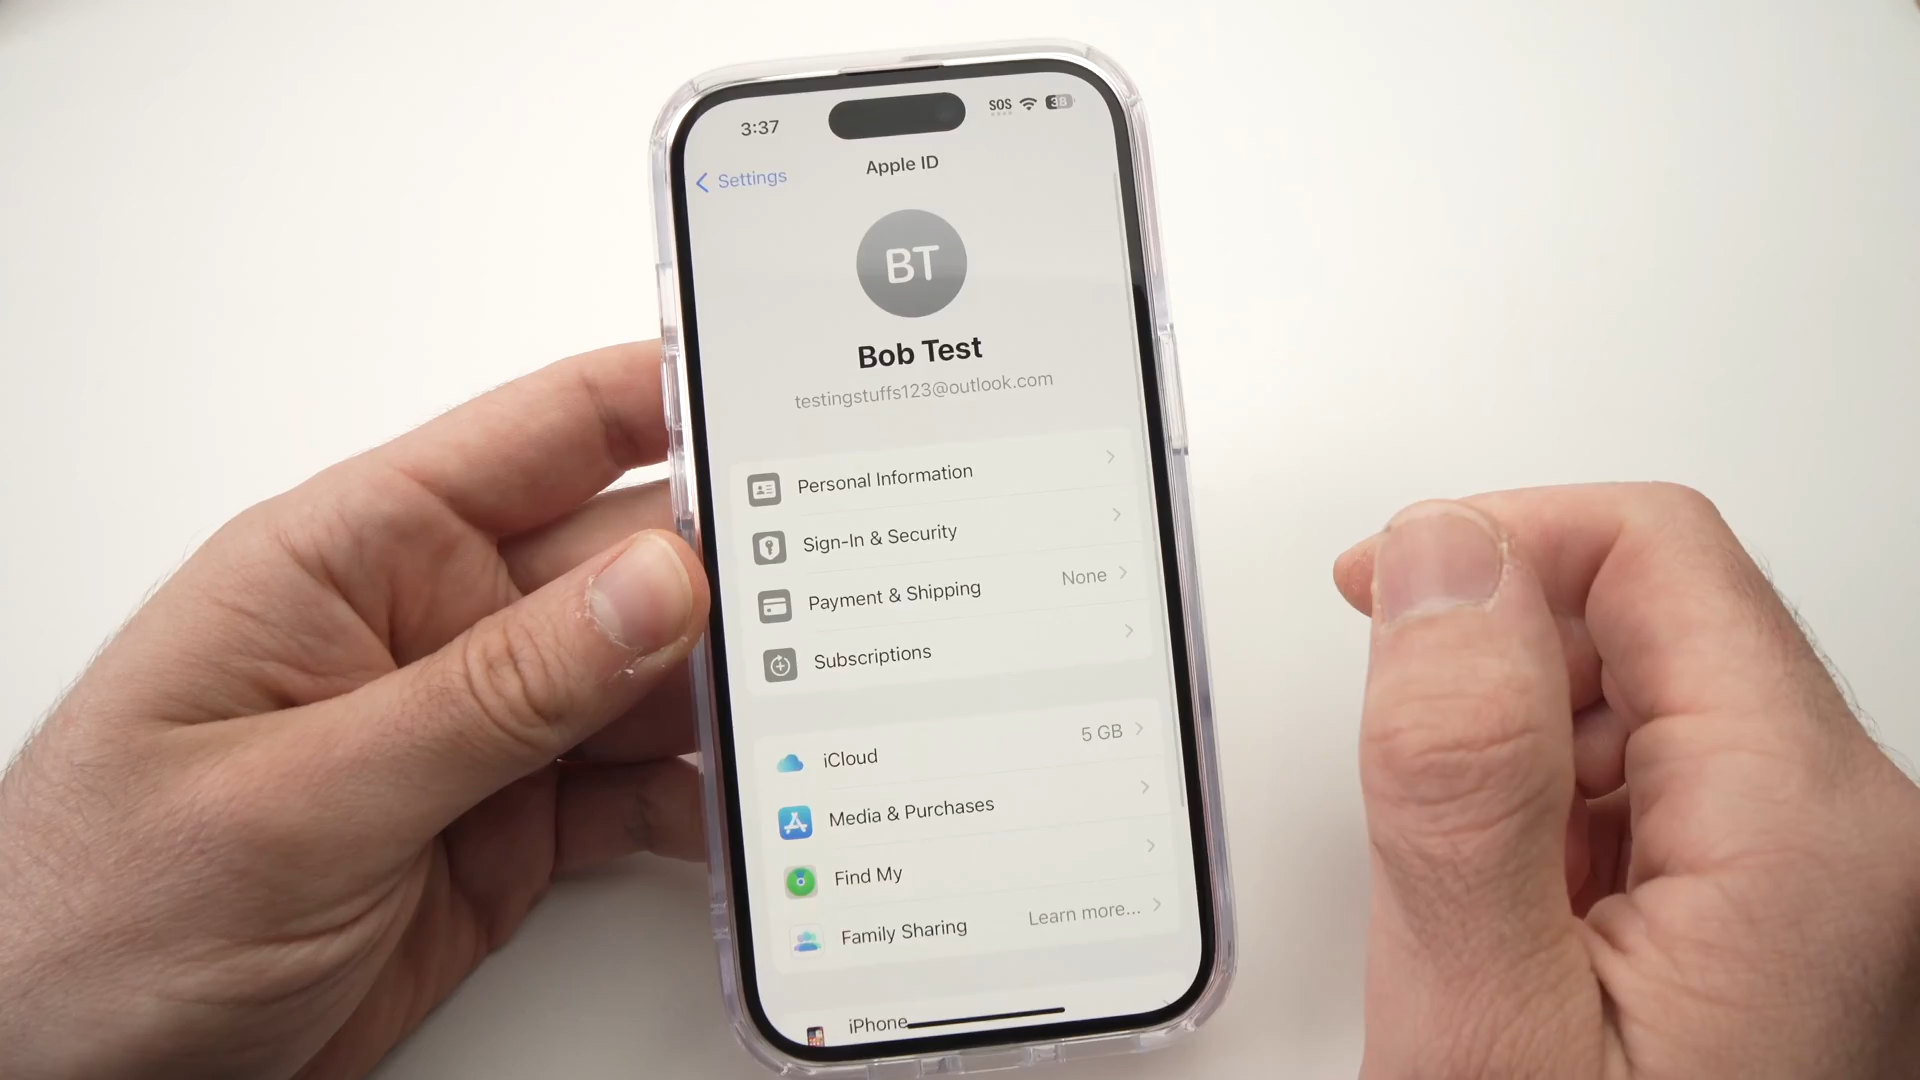 3:37
SOS
38
Settings
Apple ID
BT
Bob Test
testingstuffs123@outlook.com
Personal Information
Sign-In & Security
Payment & Shipping None
Subscriptions
iCloud 5 GB
Media & Purchases
Find My
Family Sharing Learn more...
iPhone